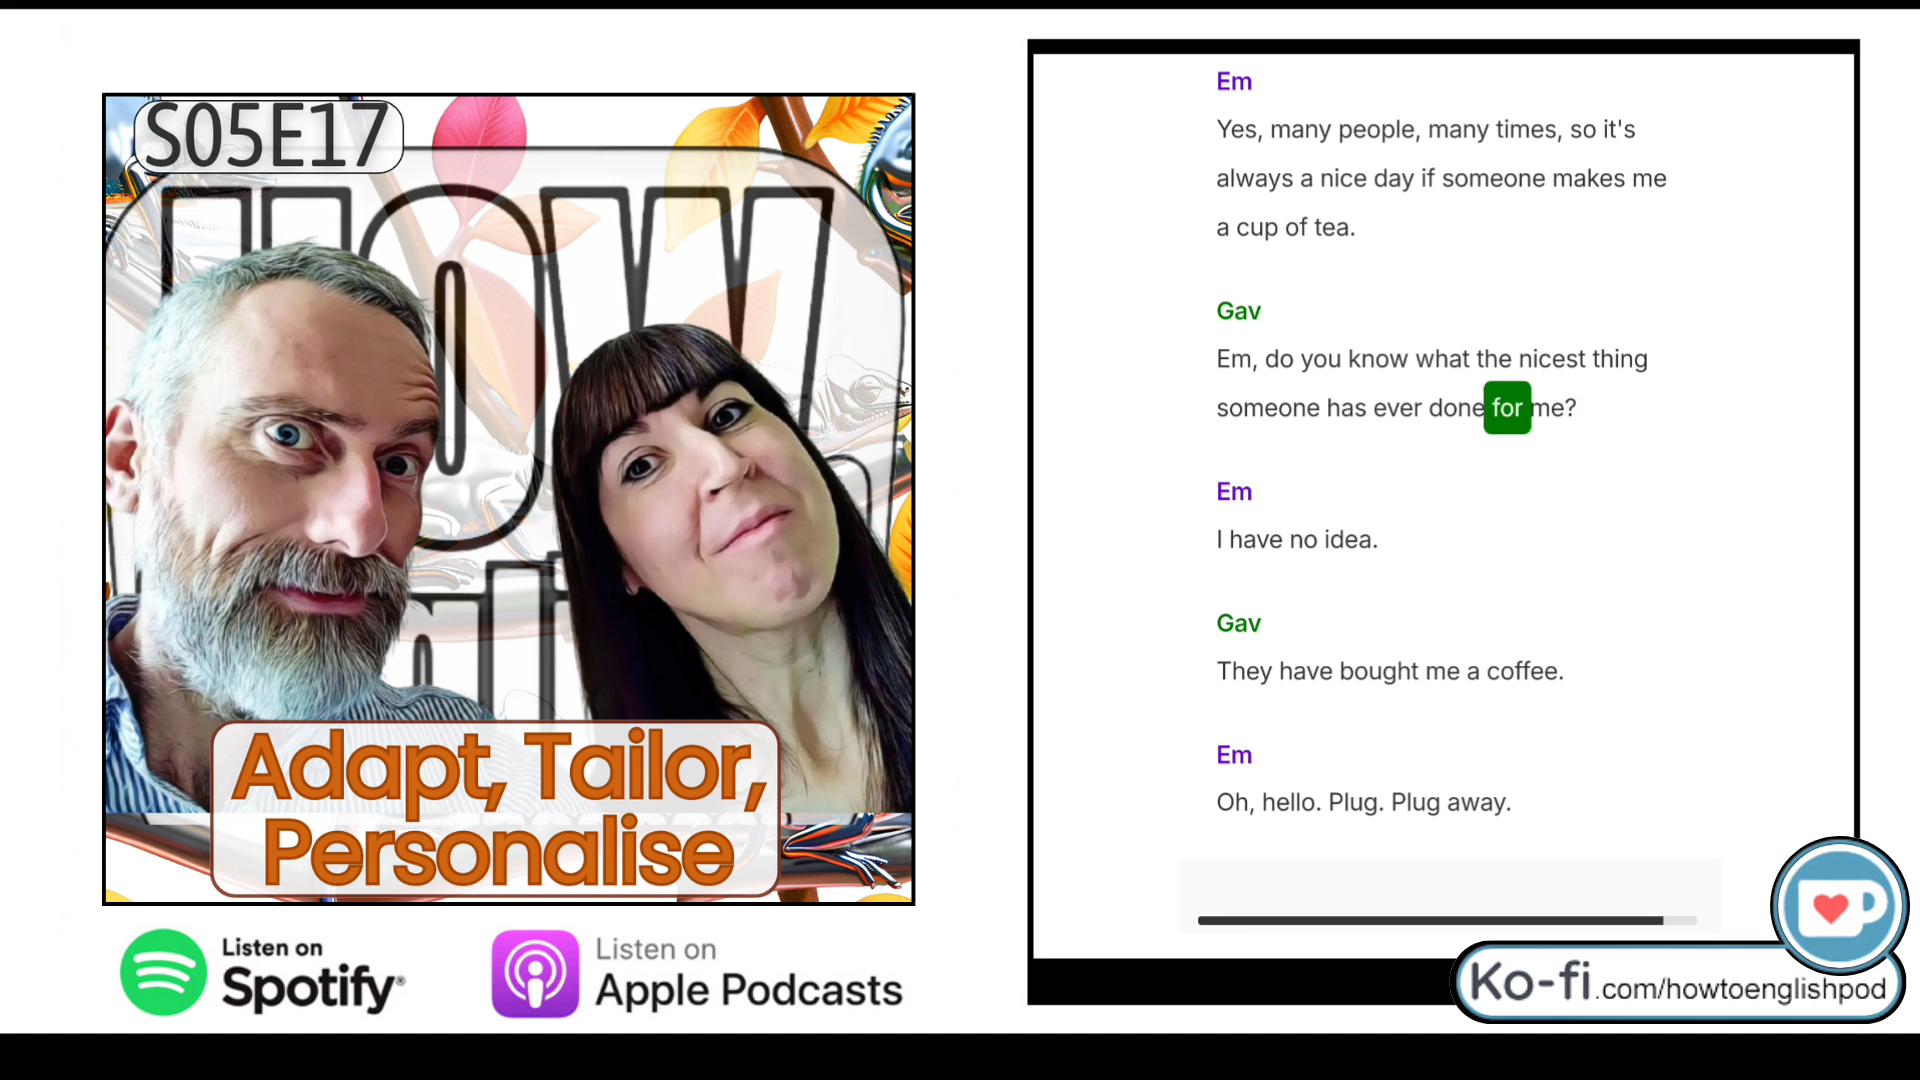 S05E17
HOW
Adapt, Tailor,
Personalise
Listen on
Spotify®
Listen on
Apple Podcasts
Em
Yes, many people, many times, so it's
always a nice day if someone makes me
a cup of tea.
Gav
Em, do you know what the nicest thing
someone has ever done for me?
Em
I have no idea.
Gav
They have bought me a coffee.
Em
Oh, hello. Plug. Plug away.
Ko-fi.com/howtoenglishpod